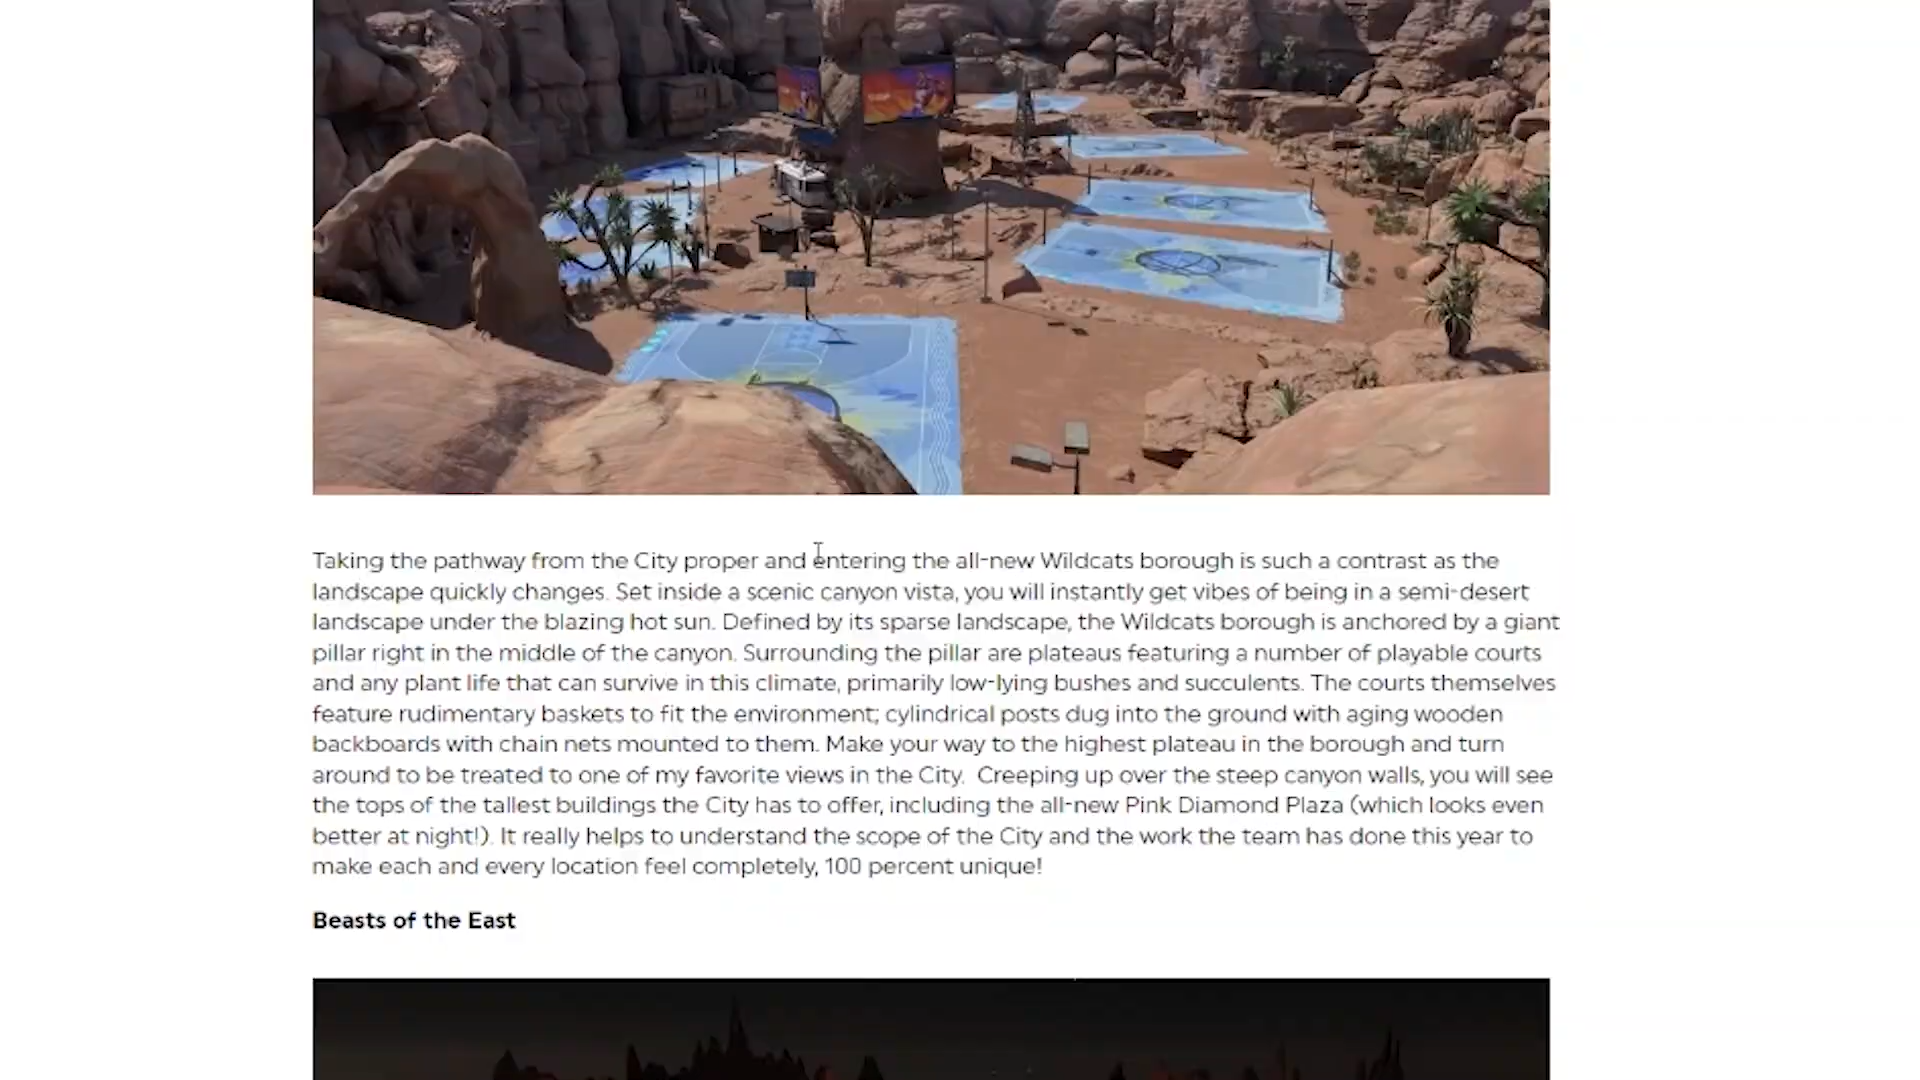 Taking the pathway from the City proper and entering the all-new Wildcats borough is such a contrast as the
landscape quickly changes. Set inside a scenic canyon vista, you will instantly get vibes of being in a semi-desert
landscape under the blazing hot sun. Defined by its sparse landscape, the Wildcats borough is anchored by a giant
pillar right in the middle of the canyon. Surrounding the pillar are plateaus featuring a number of playable courts
and any plant life that can survive in this climate, primarily low-lying bushes and succulents. The courts themselves
feature rudimentary baskets to fit the environment; cylindrical posts dug into the ground with aging wooden
backboards with chain nets mounted to them. Make your way to the highest plateau in the borough and turn
around to be treated to one of my favorite views in the City.  Creeping up over the steep canyon walls, you will see
the tops of the tallest buildings the City has to offer, including the all-new Pink Diamond Plaza (which looks even
better at night!). It really helps to understand the scope of the City and the work the team has done this year to
make each and every location feel completely, 100 percent unique!
Beasts of the East